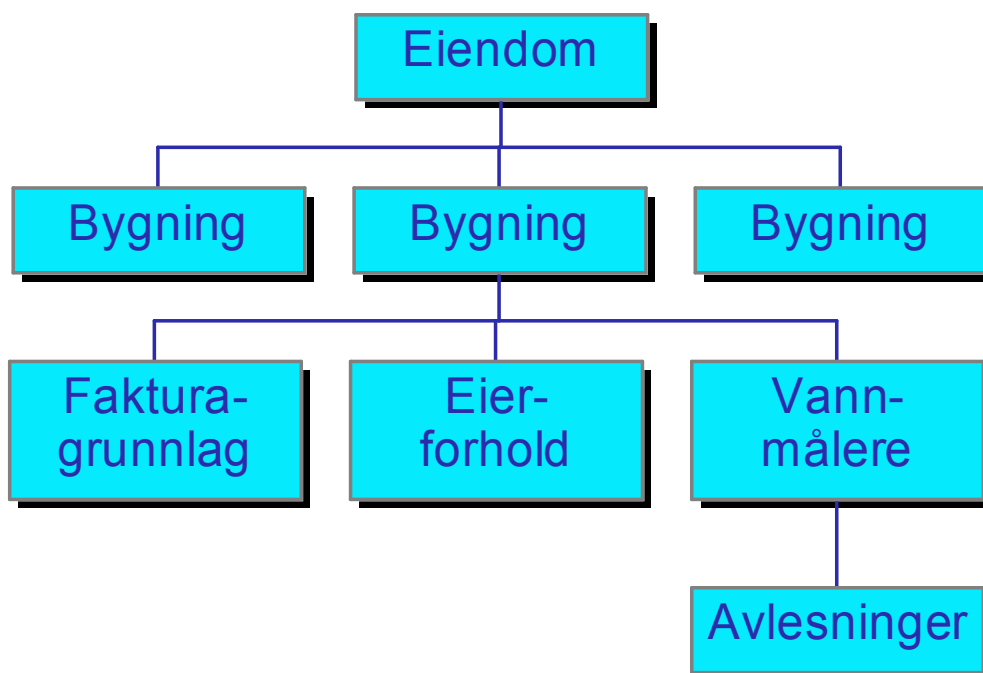 Eiendom
Bygning
Bygning
Bygning
Faktura-
grunnlag
Eier-
forhold
Vann-
målere
Avlesninger